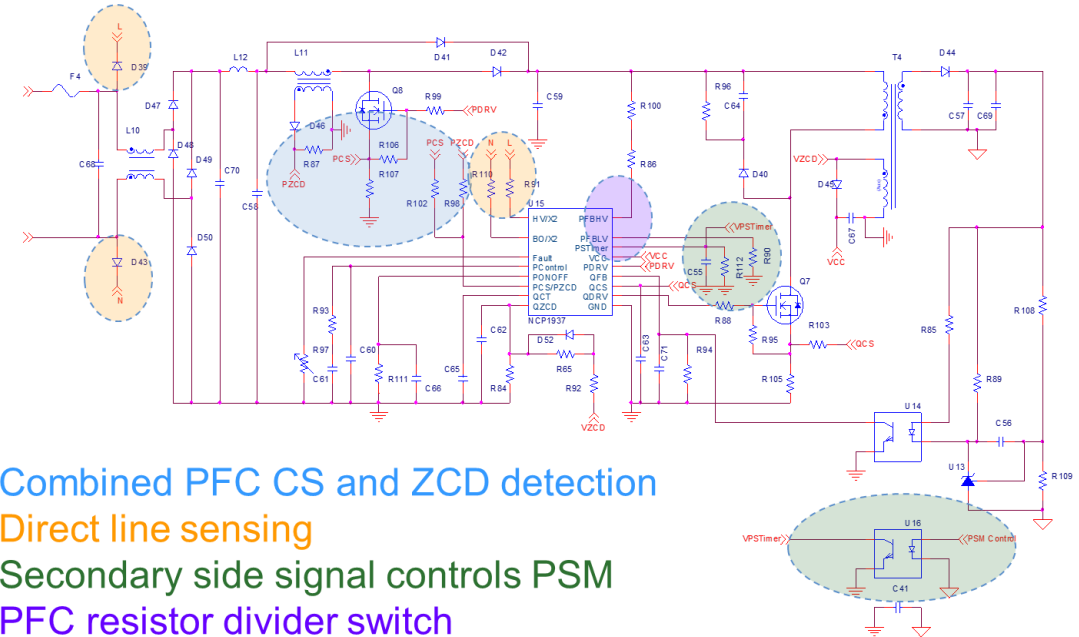 L
D39
F4
L10
D47
D48
D49
D50
C68
D43
N
L12
C70
C58
L11
D41
D42
D46
R87
PZCD
Q8
R99
PDRV
R106
PCS
R107
PCS
PZCD
R102
R98
N
L
R110
R91
C59
R100
R86
R96
C64
D40
T4
D44
C57
C69
VZCD
D45
C67
VCC
U15
HV/X2
BO/X2
Fault
PControl
PONOFF
PCS/PZCD
QCT
QZCD
PFBHV
PFBLV
PSTimer
VCC
PDRV
QFB
QCS
QDRV
GND
NCP1937
VCC
PDRV
QCS
VPSTimer
C55
R112
R90
R88
Q7
R95
R103
QCS
R105
R93
R97
C61
C60
R111
C66
C65
C62
R84
D52
R65
R92
VZCD
C63
C71
R94
R85
R108
R89
U14
C56
U13
R109
VPSTimer
U16
PSM Control
C41
Combined PFC CS and ZCD detection
Direct line sensing
Secondary side signal controls PSM
PFC resistor divider switch